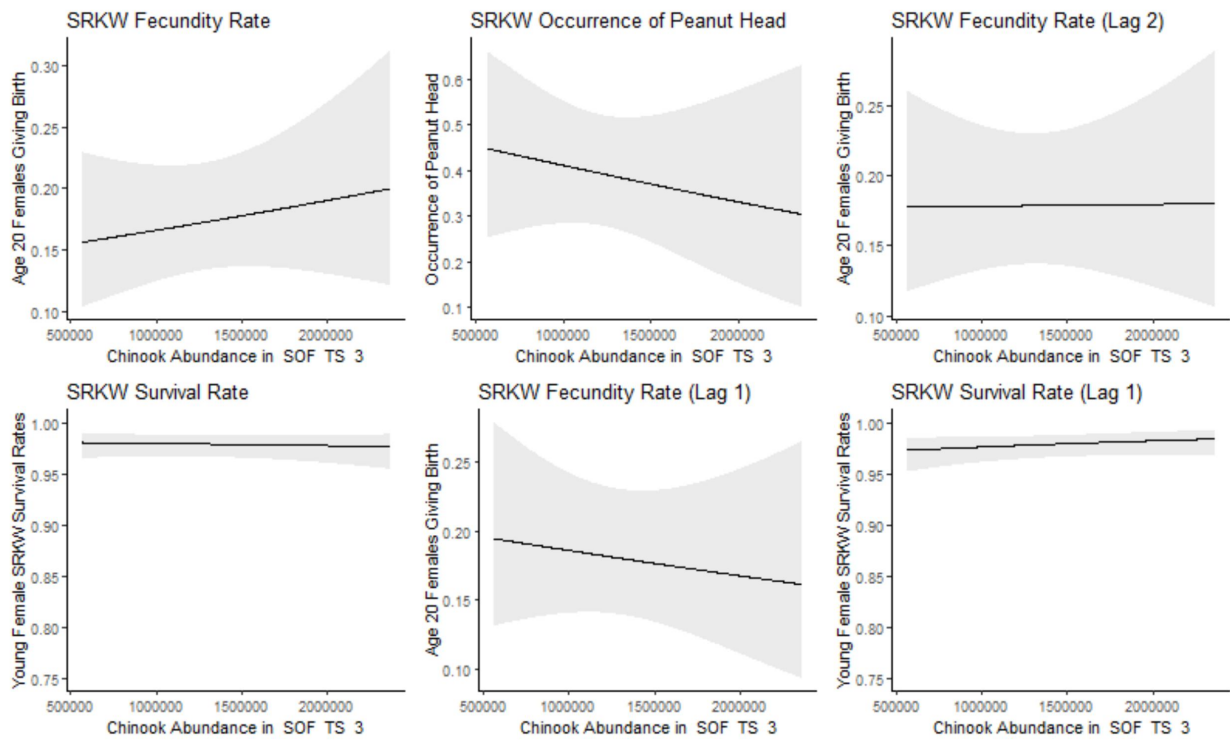 SRKW Fecundity Rate
Age 20 Females Giving Birth
0.30
0.25
0.20
0.15
0.10
500000 1000000 1500000 2000000
Chinook Abundance in SOF TS 3
SRKW Occurrence of Peanut Head
Occurrence of Peanut Head
0.6
0.5
0.4
0.3
0.2
0.1
500000 1000000 1500000 2000000
Chinook Abundance in SOF TS 3
SRKW Fecundity Rate (Lag 2)
Age 20 Females Giving Birth
0.25
0.20
0.15
0.10
500000 1000000 1500000 2000000
Chinook Abundance in SOF TS 3
SRKW Survival Rate
Young Female SRKW Survival Rates
1.00
0.95
0.90
0.85
0.80
0.75
500000 1000000 1500000 2000000
Chinook Abundance in SOF TS 3
SRKW Fecundity Rate (Lag 1)
Age 20 Females Giving Birth
0.25
0.20
0.15
0.10
500000 1000000 1500000 2000000
Chinook Abundance in SOF TS 3
SRKW Survival Rate (Lag 1)
Young Female SRKW Survival Rates
1.00
0.95
0.90
0.85
0.80
0.75
500000 1000000 1500000 2000000
Chinook Abundance in SOF TS 3